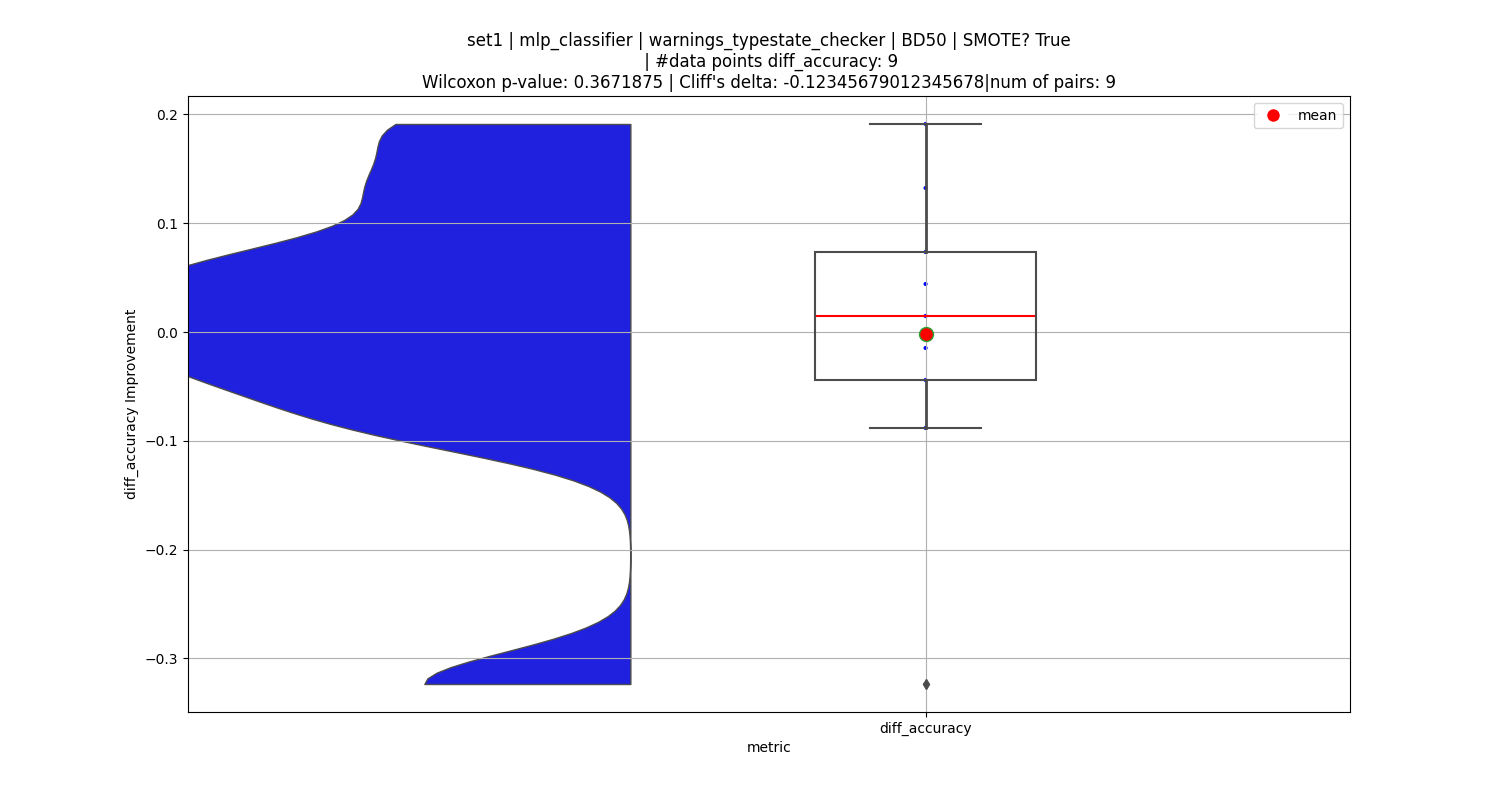 set1 | mlp_classifier | warnings_typestate_checker | BD50 | SMOTE? True
| #data points diff_accuracy: 9
Wilcoxon p-value: 0.3671875 | Cliff's delta: -0.12345679012345678|num of pairs: 9
mean
0.2
0.1
0.0
−0.1
−0.2
−0.3
diff_accuracy Improvement
diff_accuracy
metric